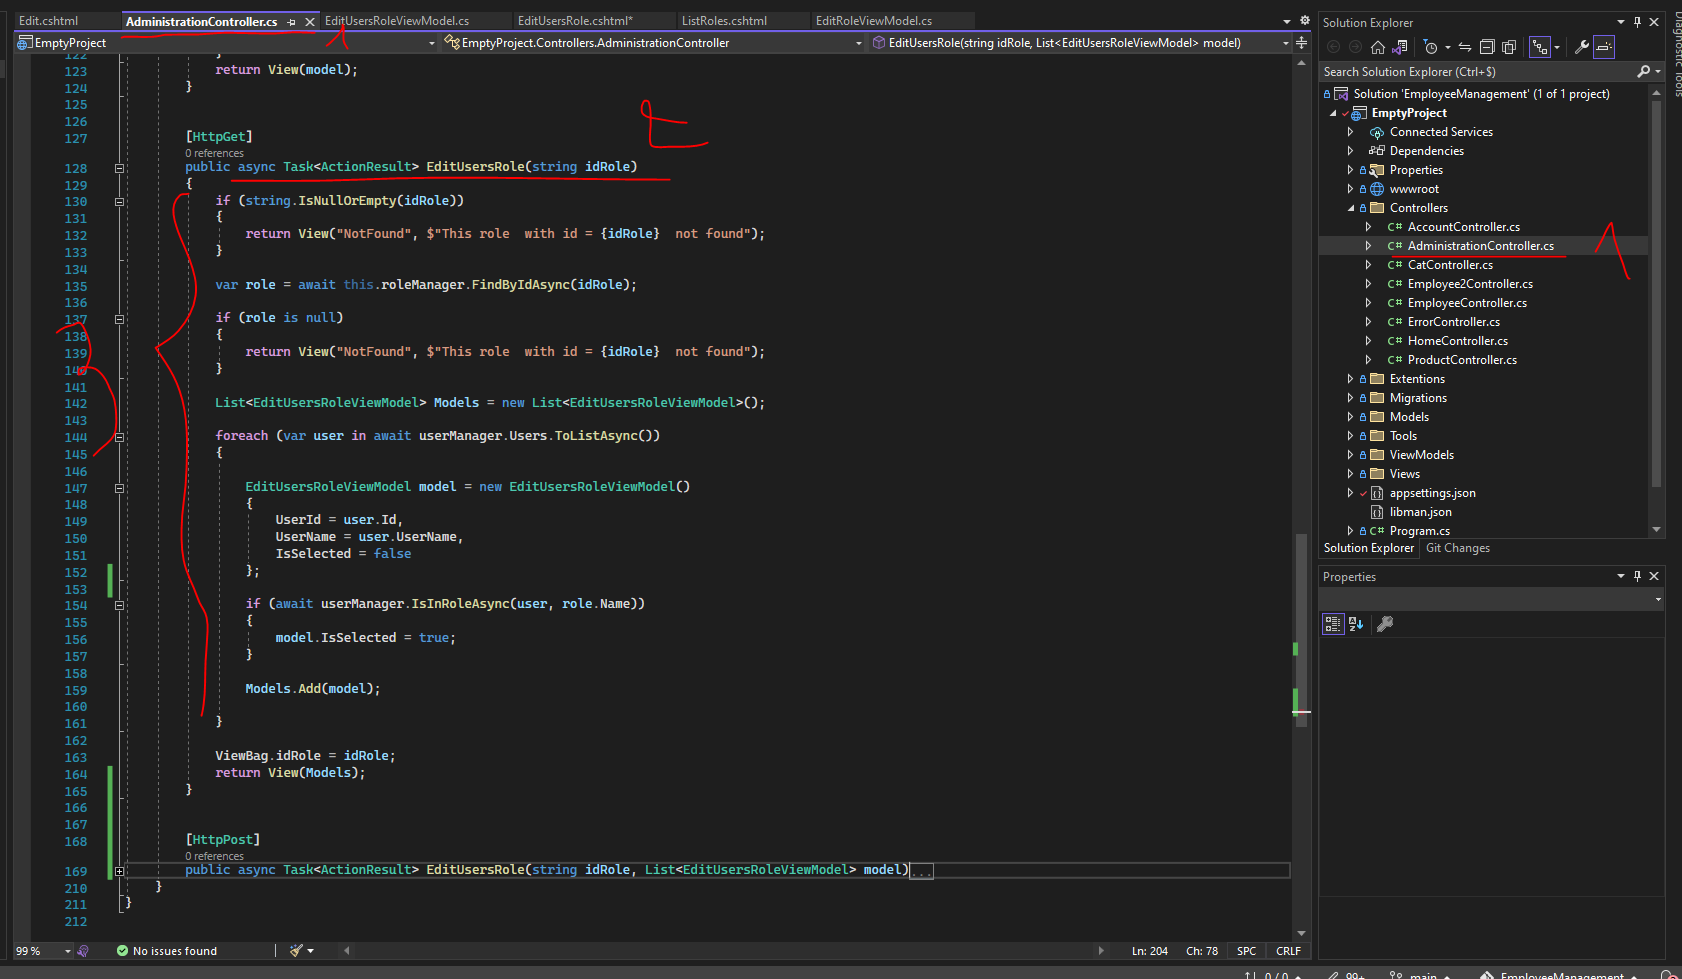 Edit.cshtml AdministrationController.cs EditUsersRoleViewModel.cs EditUsersRole.cshtml* ListRoles.cshtml EditRoleViewModel.cs
EmptyProject EmptyProject.Controllers.AdministrationController EditUsersRole(string idRole, List<EditUsersRoleViewModel> model)
122 }
123 return View(model);
124 }
125
126
127 [HttpGet]
0 references
128 public async Task<ActionResult> EditUsersRole(string idRole)
129 {
130 if (string.IsNullOrEmpty(idRole))
131 {
132 return View("NotFound", $"This role  with id = {idRole}  not found");
133 }
134
135 var role = await this.roleManager.FindByIdAsync(idRole);
136
137 if (role is null)
138 {
139 return View("NotFound", $"This role  with id = {idRole}  not found");
140 }
141
142 List<EditUsersRoleViewModel> Models = new List<EditUsersRoleViewModel>();
143
144 foreach (var user in await userManager.Users.ToListAsync())
145 {
146
147 EditUsersRoleViewModel model = new EditUsersRoleViewModel()
148 {
149 UserId = user.Id,
150 UserName = user.UserName,
151 IsSelected = false
152 };
153
154 if (await userManager.IsInRoleAsync(user, role.Name))
155 {
156 model.IsSelected = true;
157 }
158
159 Models.Add(model);
160
161 }
162
163 ViewBag.idRole = idRole;
164 return View(Models);
165 }
166
167
168 [HttpPost]
0 references
169 public async Task<ActionResult> EditUsersRole(string idRole, List<EditUsersRoleViewModel> model)...
210 }
211 }
212
99 % No issues found Ln: 204 Ch: 78 SPC CRLF
Solution Explorer
Search Solution Explorer (Ctrl+$)
Solution 'EmployeeManagement' (1 of 1 project)
EmptyProject
Connected Services
Dependencies
Properties
wwwroot
Controllers
C# AccountController.cs
C# AdministrationController.cs
C# CatController.cs
C# Employee2Controller.cs
C# EmployeeController.cs
C# ErrorController.cs
C# HomeController.cs
C# ProductController.cs
Extentions
Migrations
Models
Tools
ViewModels
Views
appsettings.json
libman.json
C# Program.cs
Solution Explorer Git Changes
Properties
Diagnostic Tools
0 / 0 99+ main EmployeeManagement